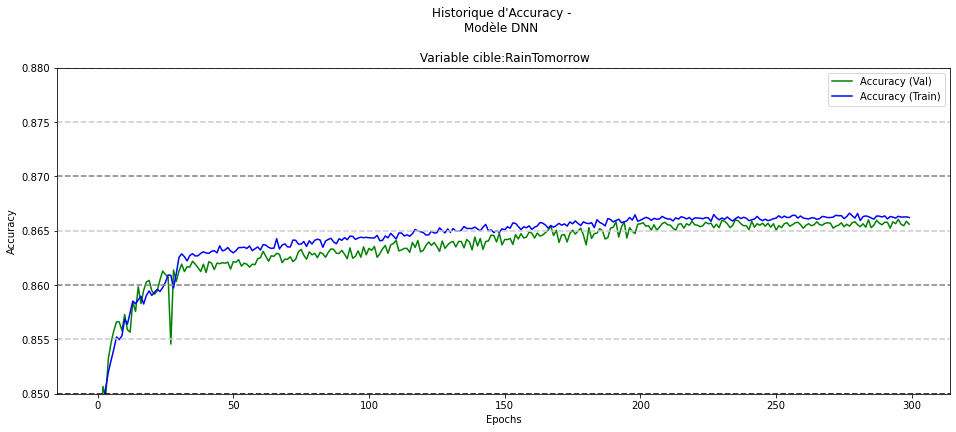 Historique d'Accuracy -
Modèle DNN
Variable cible:RainTomorrow
Accuracy (Val)
Accuracy (Train)
0.880
0.875
0.870
0.865
0.860
0.855
0.850
Accuracy
0
50
100
150
200
250
300
Epochs